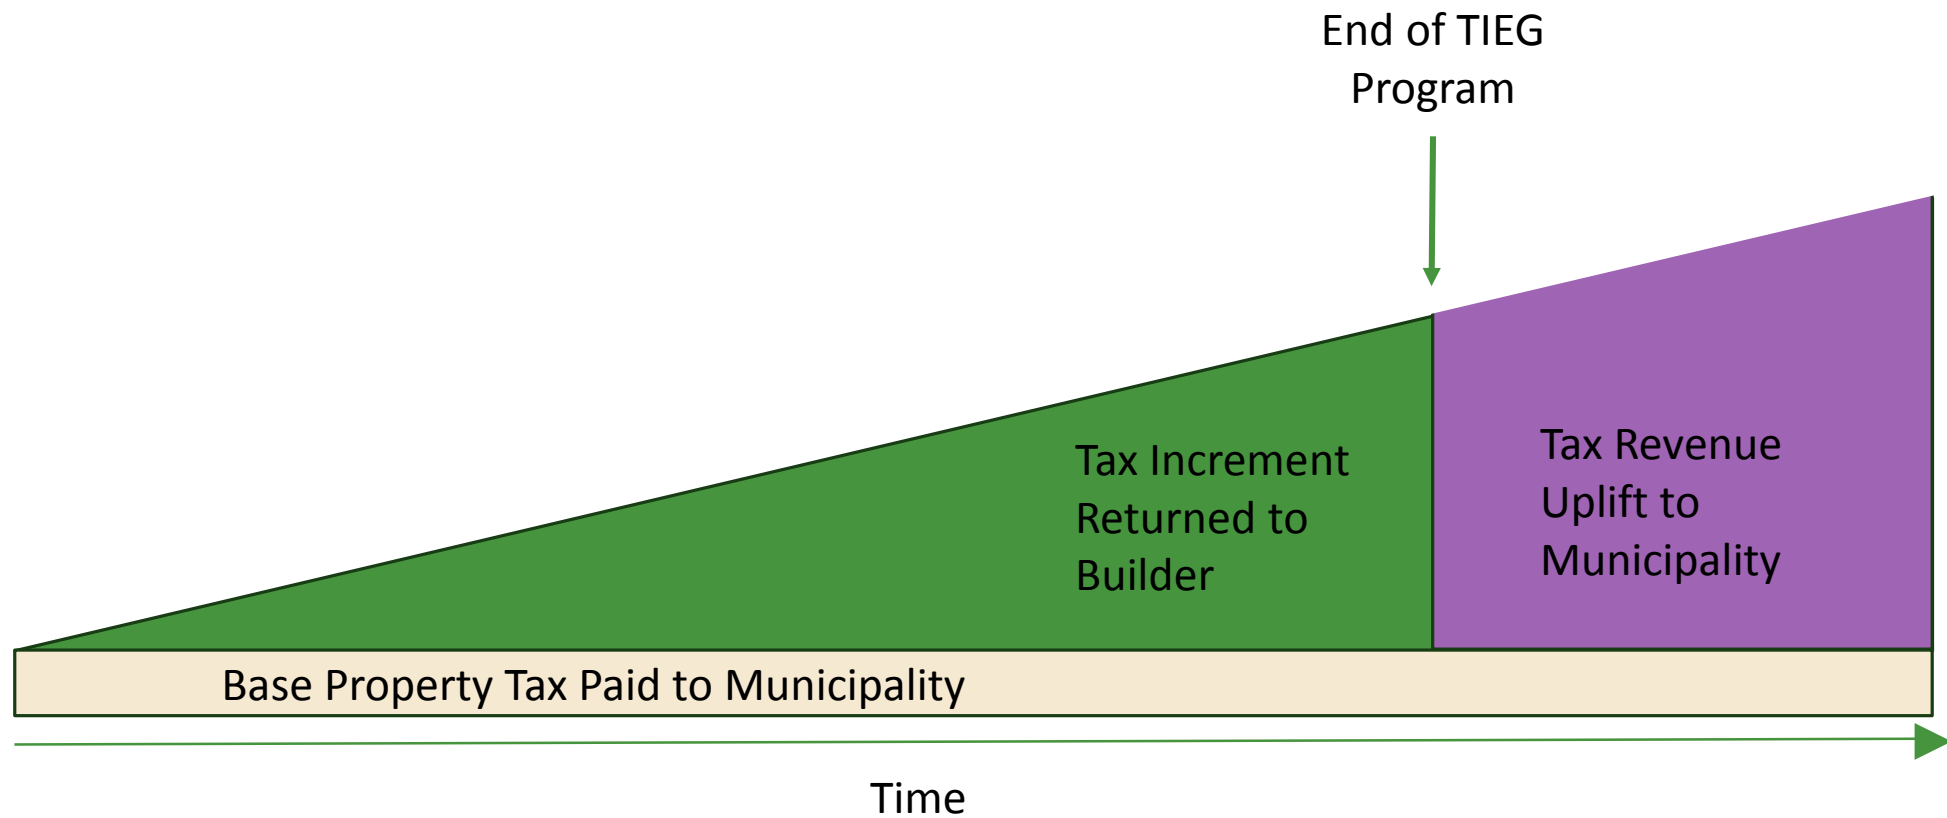 End of TIEG
Program
Tax Increment
Returned to
Builder
Tax Revenue
Uplift to
Municipality
Base Property Tax Paid to Municipality
Time